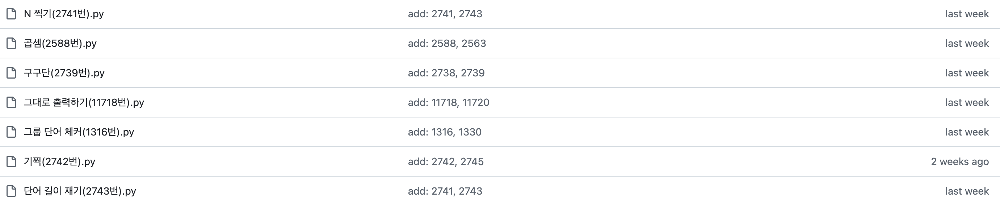 N 찍기(2741번).py add: 2741, 2743 last week
곱셈(2588번).py add: 2588, 2563 last week
구구단(2739번).py add: 2738, 2739 last week
그대로 출력하기(11718번).py add: 11718, 11720 last week
그룹 단어 체커(1316번).py add: 1316, 1330 last week
기찍(2742번).py add: 2742, 2745 2 weeks ago
단어 길이 재기(2743번).py add: 2741, 2743 last week